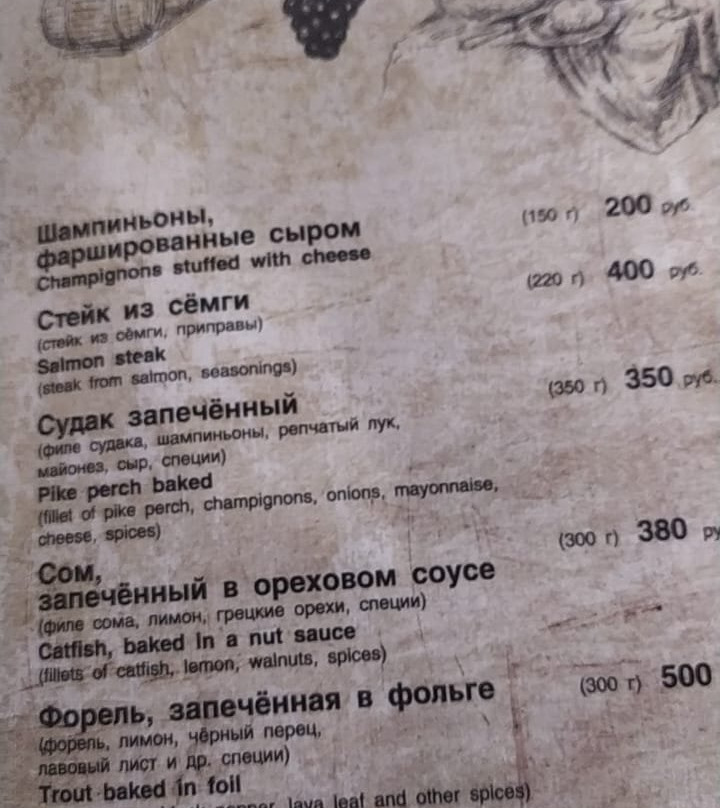 Шампиньоны,
фаршированные сыром (150 г) 200 руб.
Champignons stuffed with cheese
Стейк из сёмги (220 г) 400 руб.
(стейк из сёмги, приправы)
Salmon steak
(steak from salmon, seasonings)
Судак запечённый (350 г) 350 руб.
(филе судака, шампиньоны, репчатый лук,
майонез, сыр, специи)
Pike perch baked
(fillet of pike perch, champignons, onions, mayonnaise,
cheese, spices)
Сом,
запечённый в ореховом соусе (300 г) 380 ру
(филе сома, лимон, грецкие орехи, специи)
Catfish, baked In a nut sauce
(fillets of catfish, lemon, walnuts, spices)
Форель, запечённая в фольге (300 г) 500
(форель, лимон, чёрный перец,
лавовый лист и др. специи)
Trout baked in foil
lava leaf and other spices)